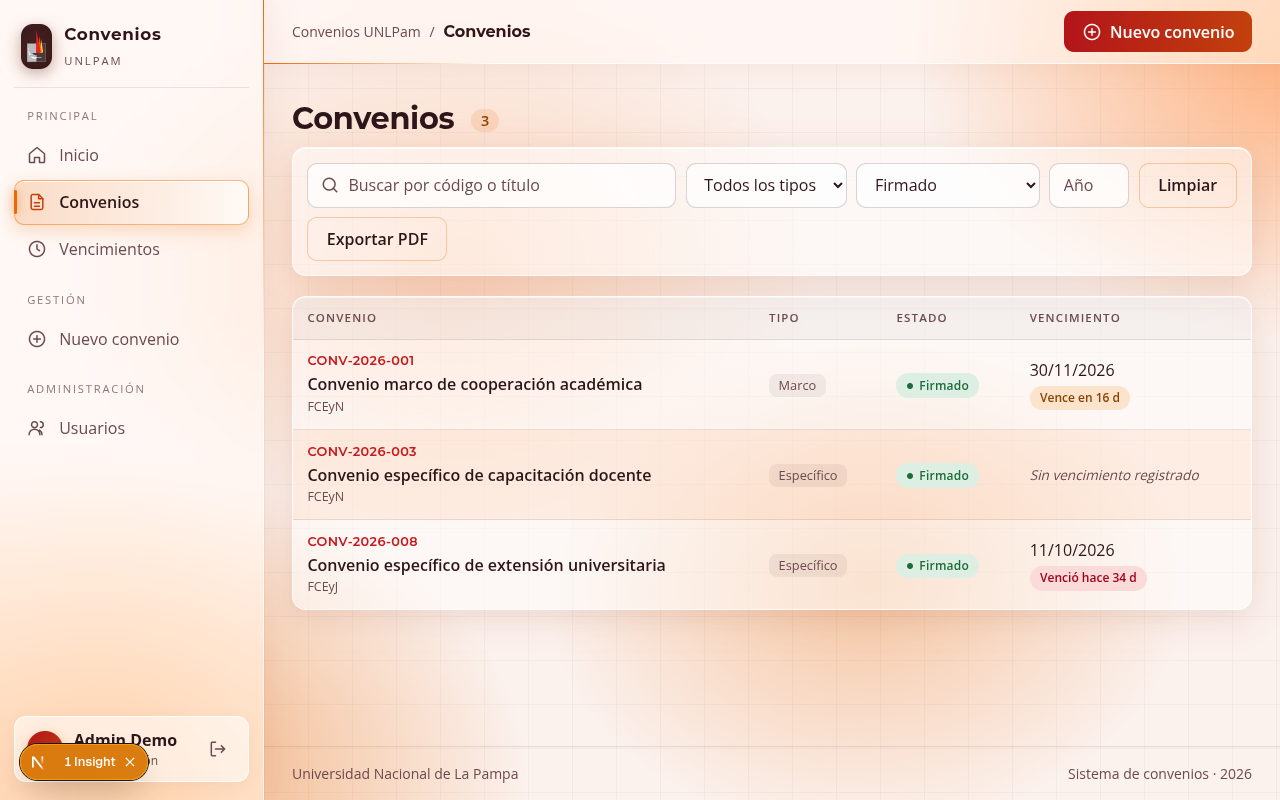 Convenios
UNLPAM
PRINCIPAL
Inicio
Convenios
Vencimientos
GESTIÓN
Nuevo convenio
ADMINISTRACIÓN
Usuarios
Admin Demo
1 Insight
Convenios UNLPam / Convenios
Nuevo convenio
Convenios 3
Buscar por código o título
Todos los tipos
Firmado
Año
Limpiar
Exportar PDF
CONVENIO TIPO ESTADO VENCIMIENTO
CONV-2026-001
Convenio marco de cooperación académica
FCEyN
Marco
Firmado
30/11/2026
Vence en 16 d
CONV-2026-003
Convenio específico de capacitación docente
FCEyN
Específico
Firmado
Sin vencimiento registrado
CONV-2026-008
Convenio específico de extensión universitaria
FCEyJ
Específico
Firmado
11/10/2026
Venció hace 34 d
Universidad Nacional de La Pampa
Sistema de convenios · 2026